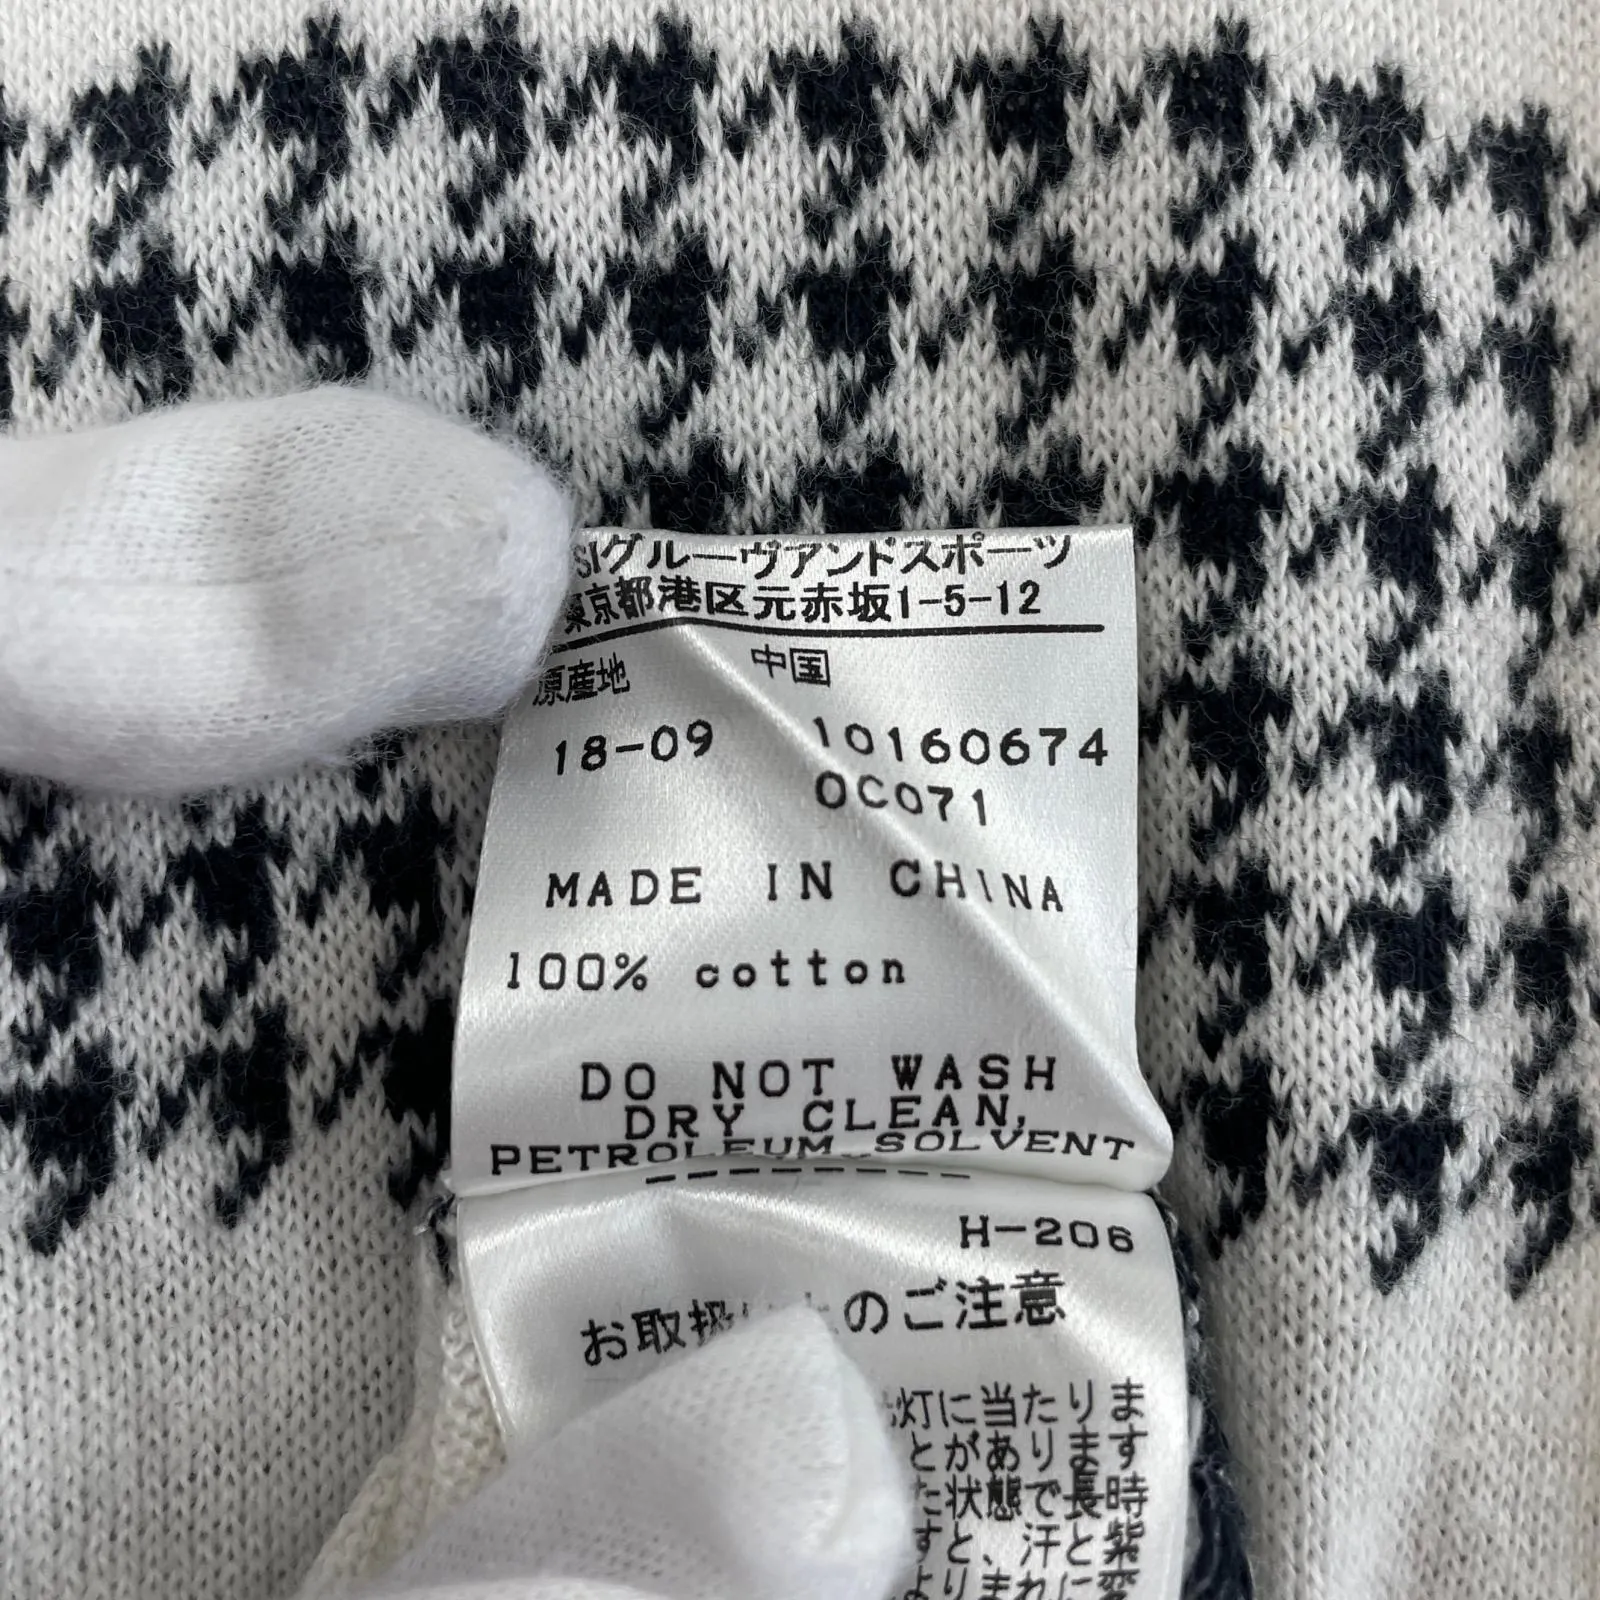 SIグルーヴアンドスポーツ
東京都港区元赤坂1-5-12
原産地 中国
18-09 10160674
0C071
MADE IN CHINA
100% cotton
DO NOT WASH
DRY CLEAN,
PETROLEUM SOLVENT
H-206
お取扱い上のご注意
灯に当たりま
とがあります
た状態で長時
すと、汗と紫
よりまれに変